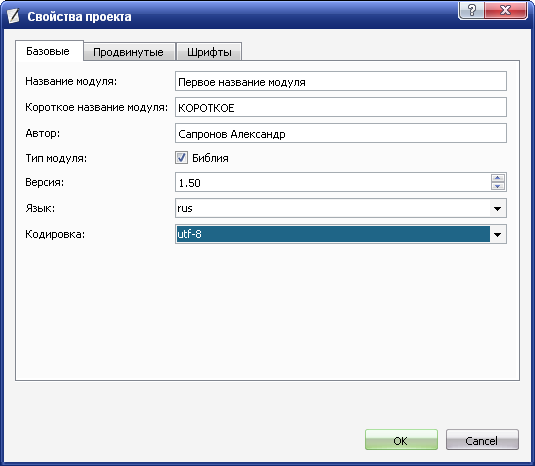 Свойства проекта
Базовые Продвинутые Шрифты
Название модуля: Первое название модуля
Короткое название модуля: КОРОТКОЕ
Автор: Сапронов Александр
Тип модуля: Библия
Версия: 1.50
Язык: rus
Кодировка: utf-8
OK Cancel